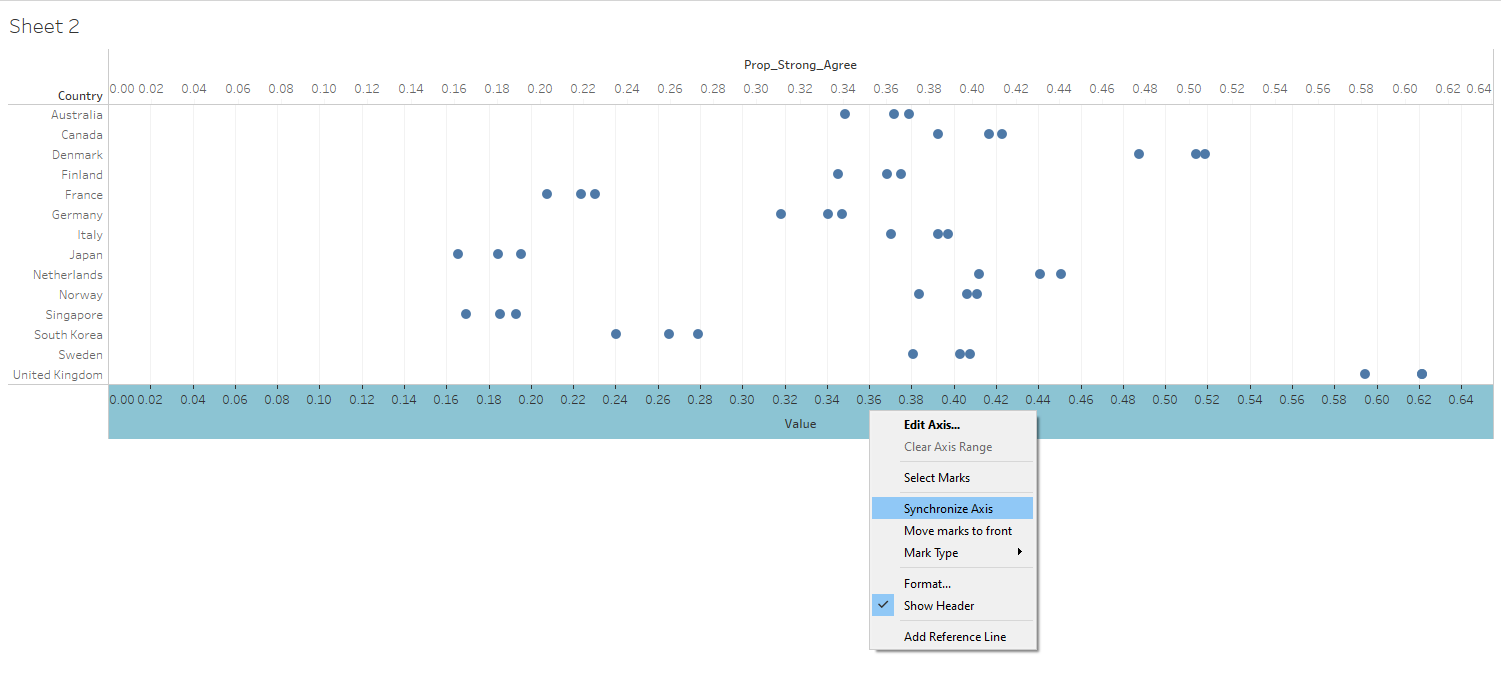 Sheet 2
Prop_Strong_Agree
0.00 0.02 0.04 0.06 0.08 0.10 0.12 0.14 0.16 0.18 0.20 0.22 0.24 0.26 0.28 0.30 0.32 0.34 0.36 0.38 0.40 0.42 0.44 0.46 0.48 0.50 0.52 0.54 0.56 0.58 0.60 0.62 0.64
Country
Australia
Canada
Denmark
Finland
France
Germany
Italy
Japan
Netherlands
Norway
Singapore
South Korea
Sweden
United Kingdom
0.00 0.02 0.04 0.06 0.08 0.10 0.12 0.14 0.16 0.18 0.20 0.22 0.24 0.26 0.28 0.30 0.32 0.34 0.36 0.38 0.40 0.42 0.44 0.46 0.48 0.50 0.52 0.54 0.56 0.58 0.60 0.62 0.64
Value
Edit Axis...
Clear Axis Range
Select Marks
Synchronize Axis
Move marks to front
Mark Type
Format...
Show Header
Add Reference Line